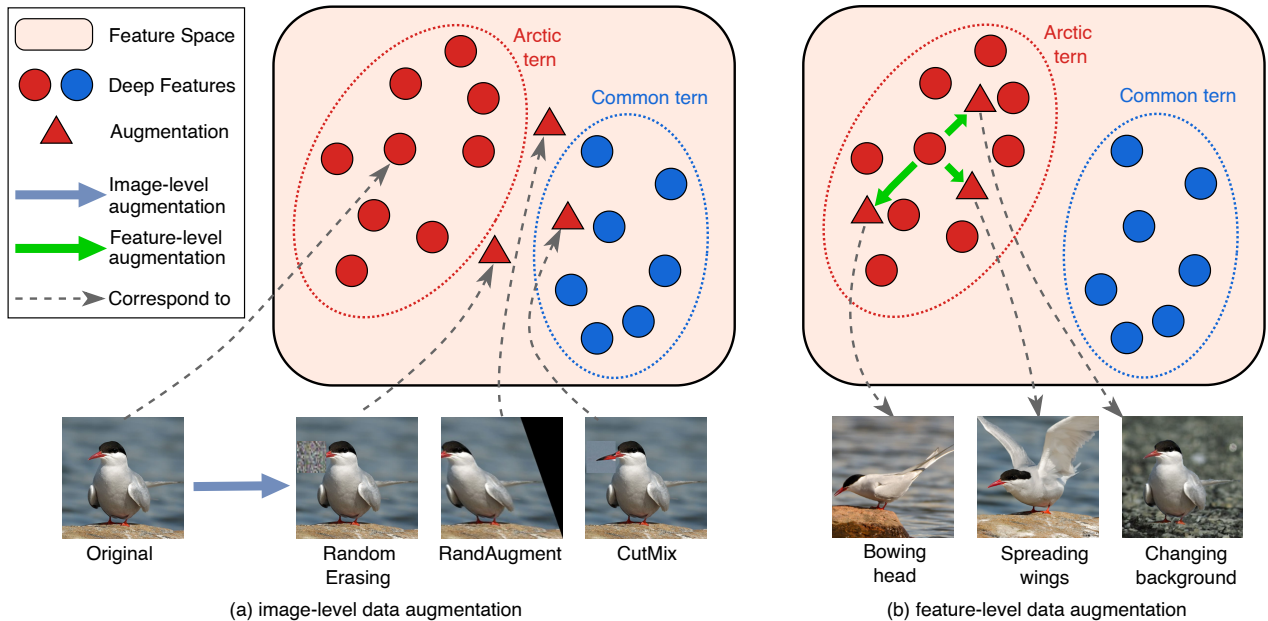 Feature Space
Deep Features
Augmentation
Image-level
augmentation
Feature-level
augmentation
Correspond to
Arctic
tern
Common tern
Original
Random
Erasing
RandAugment
CutMix
(a) image-level data augmentation
Arctic
tern
Common tern
Bowing
head
Spreading
wings
Changing
background
(b) feature-level data augmentation